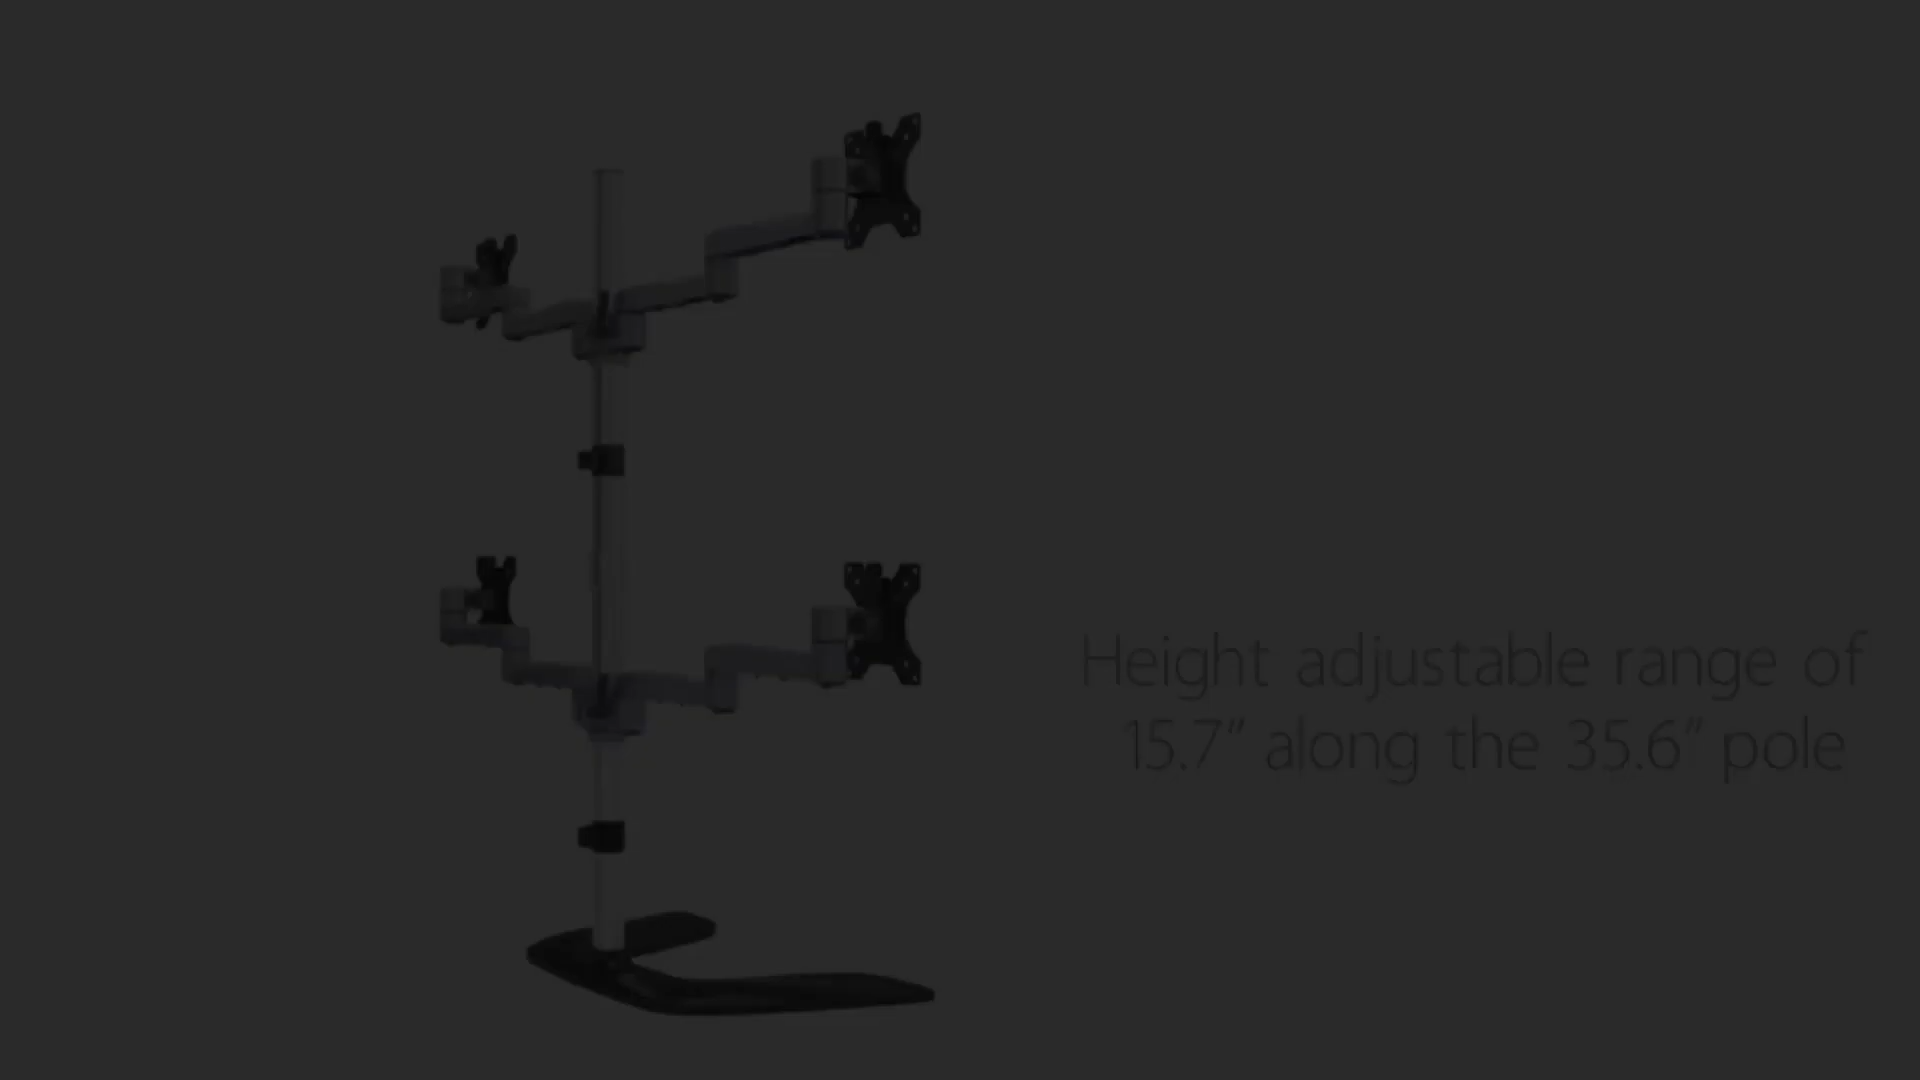 Height adjustable range of
15.7” along the 35.6” pole